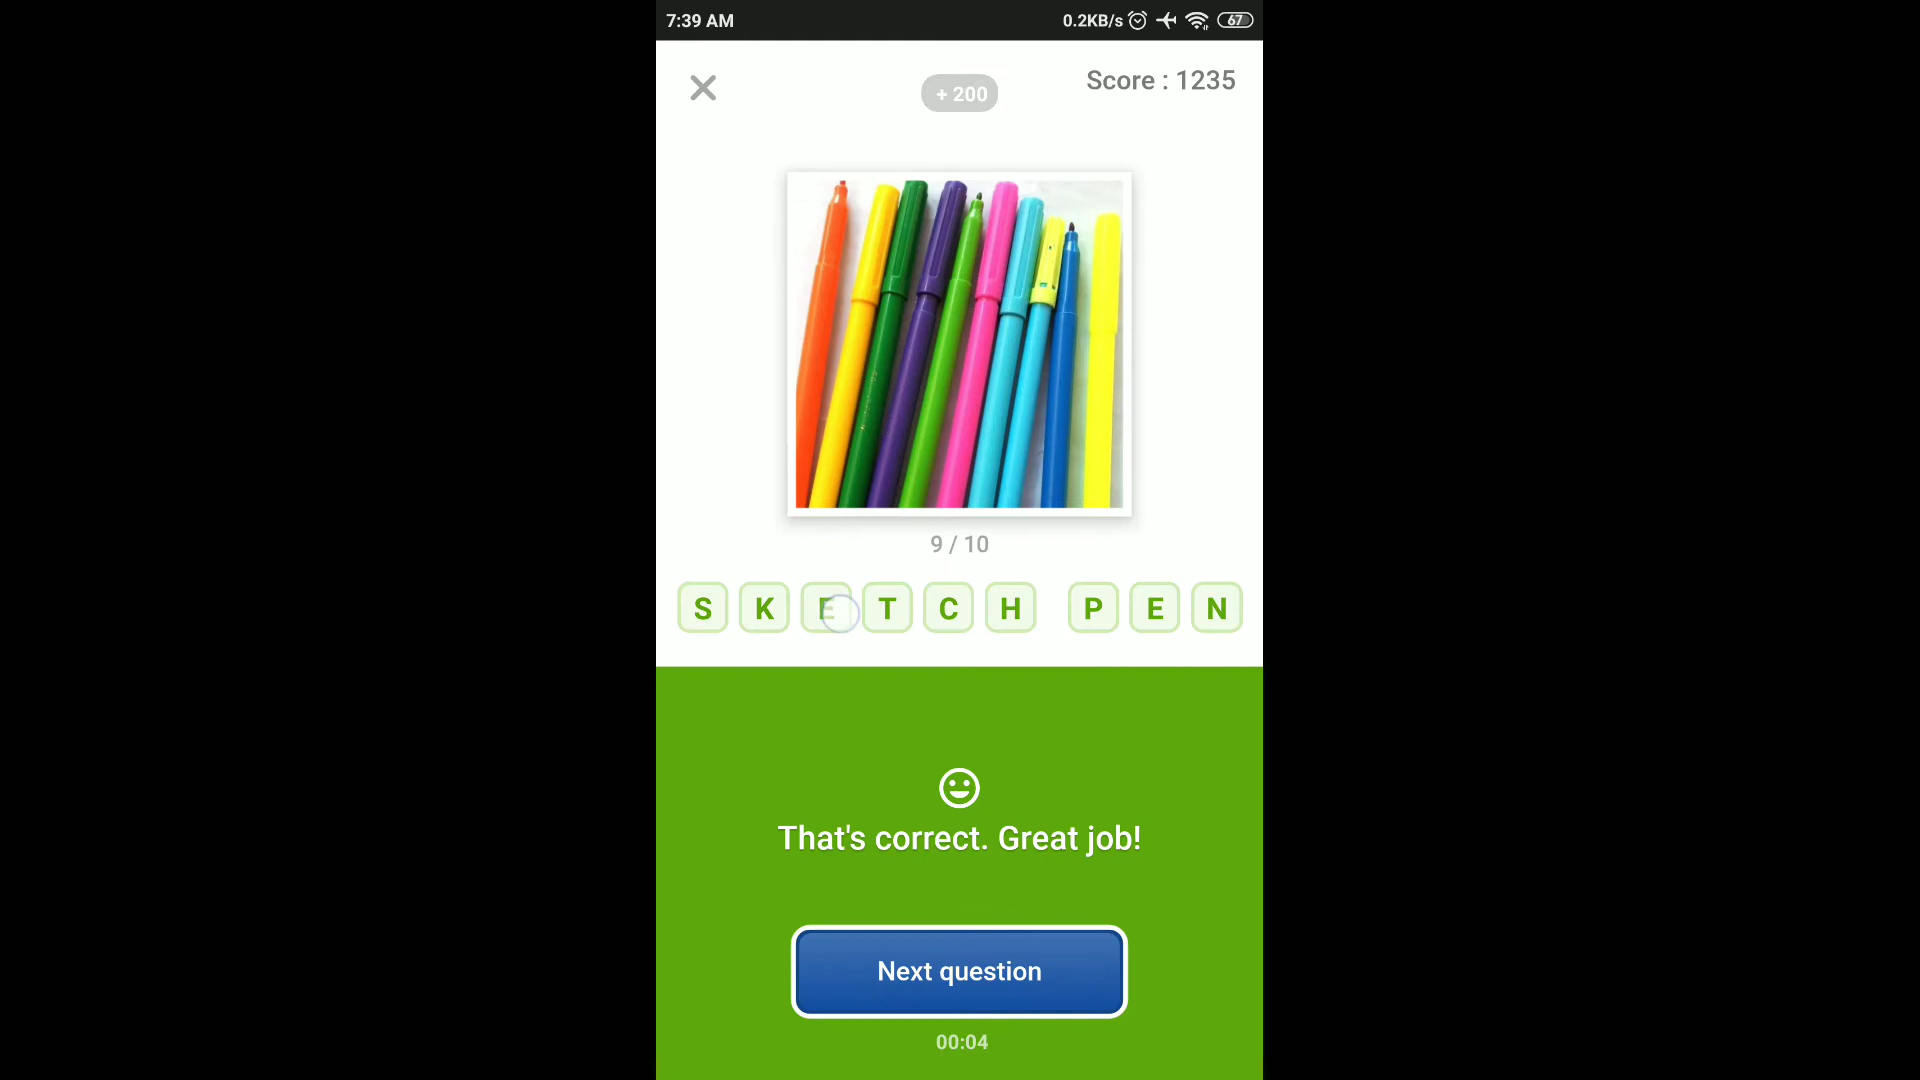 7:39 AM 0.2KB/s 67
+ 200 Score : 1235
9 / 10
S K E T C H P E N
That's correct. Great job!
Next question
00:04